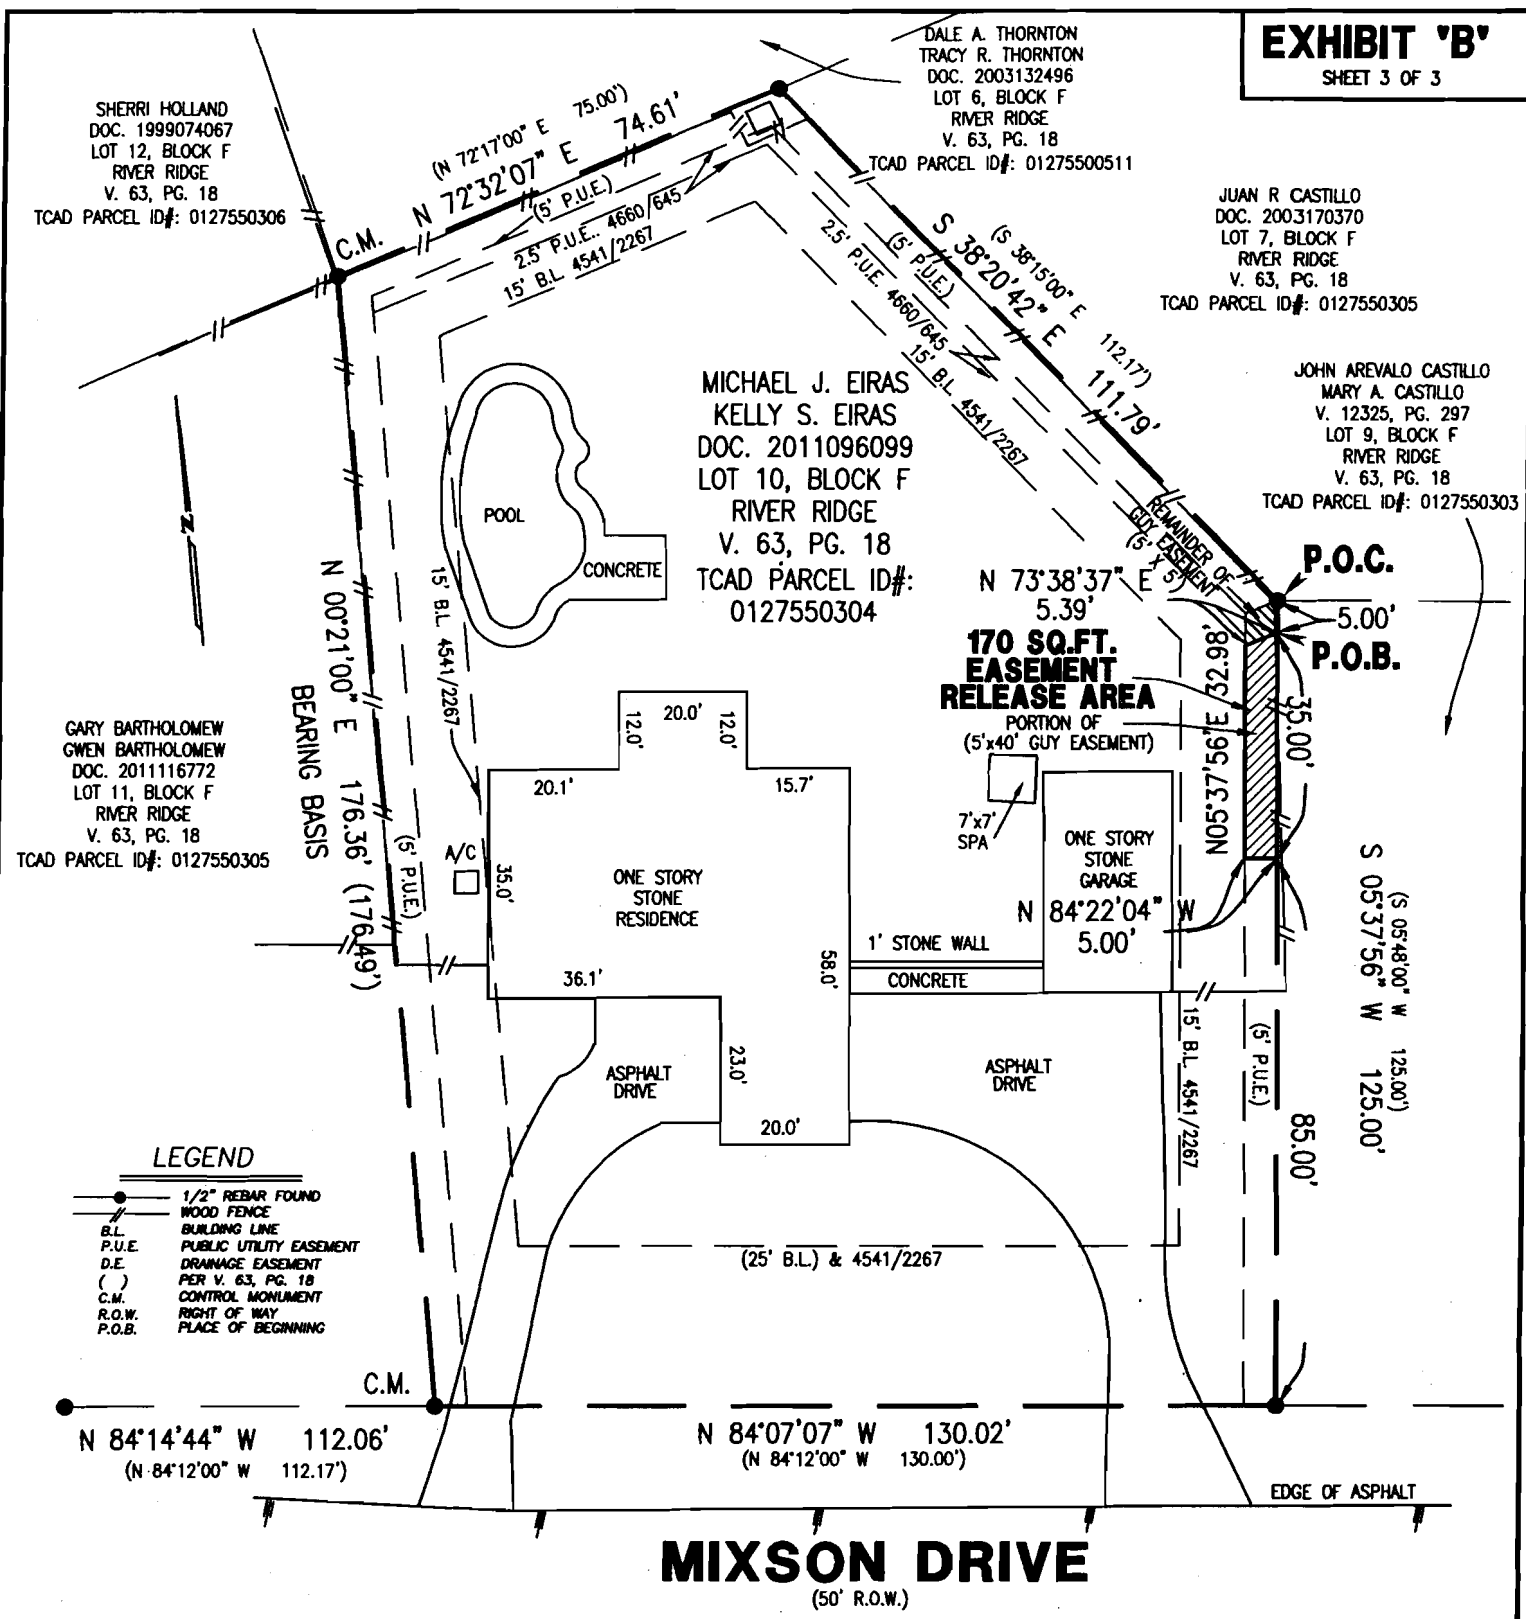 EXHIBIT "B"
SHEET 3 OF 3
DALE A. THORNTON
TRACY R. THORNTON
DOC. 2003132496
LOT 6, BLOCK F
RIVER RIDGE
V. 63, PG. 18
TCAD PARCEL ID#: 01275500511
SHERRI HOLLAND
DOC. 1999074067
LOT 12, BLOCK F
RIVER RIDGE
V. 63, PG. 18
TCAD PARCEL ID#: 0127550306
(N 72°17'00" E 75.00')
N 72°32'07" E 74.61'
(5' P.U.E.)
2.5' P.U.E.. 4660/645
15' B.L. 4541/2267
C.M.
JUAN R CASTILLO
DOC. 2003170370
LOT 7, BLOCK F
RIVER RIDGE
V. 63, PG. 18
TCAD PARCEL ID#: 0127550305
(S 38°15'00" E 112.17')
S 38°20'42" E 111.79'
(5' P.U.E.)
2.5' P.U.E. 4660/645
15' B.L. 4541/2267
JOHN AREVALO CASTILLO
MARY A. CASTILLO
V. 12325, PG. 297
LOT 9, BLOCK F
RIVER RIDGE
V. 63, PG. 18
TCAD PARCEL ID#: 0127550303
MICHAEL J. EIRAS
KELLY S. EIRAS
DOC. 2011096099
LOT 10, BLOCK F
RIVER RIDGE
V. 63, PG. 18
TCAD PARCEL ID#:
0127550304
POOL
CONCRETE
N
REMAINDER OF
GUY EASEMENT
(5' X 5')
P.O.C.
5.00'
P.O.B.
N 73°38'37" E
5.39'
170 SQ.FT.
EASEMENT
RELEASE AREA
PORTION OF
(5'x40' GUY EASEMENT)
N05°37'56"E 32.98'
35.00'
N 00°21'00" E 176.36' (176.49')
BEARING BASIS
15' B.L. 4541/2267
(5' P.U.E.)
GARY BARTHOLOMEW
GWEN BARTHOLOMEW
DOC. 2011116772
LOT 11, BLOCK F
RIVER RIDGE
V. 63, PG. 18
TCAD PARCEL ID#: 0127550305
12.0'
20.0'
12.0'
20.1'
15.7'
7'x7'
SPA
A/C
35.0'
ONE STORY
STONE
RESIDENCE
ONE STORY
STONE
GARAGE
N 84°22'04" W
5.00'
1' STONE WALL
CONCRETE
36.1'
58.0'
23.0'
20.0'
ASPHALT
DRIVE
ASPHALT
DRIVE
15' B.L. 4541/2267
(5' P.U.E.)
(S 05°48'00" W 125.00')
S 05°37'56" W 125.00'
85.00'
LEGEND
1/2" REBAR FOUND
WOOD FENCE
B.L. BUILDING LINE
P.U.E. PUBLIC UTILITY EASEMENT
D.E. DRAINAGE EASEMENT
( ) PER V. 63, PG. 18
C.M. CONTROL MONUMENT
R.O.W. RIGHT OF WAY
P.O.B. PLACE OF BEGINNING
(25' B.L.) & 4541/2267
C.M.
N 84°14'44" W 112.06'
(N 84°12'00" W 112.17')
N 84°07'07" W 130.02'
(N 84°12'00" W 130.00')
EDGE OF ASPHALT
MIXSON DRIVE
(50' R.O.W.)